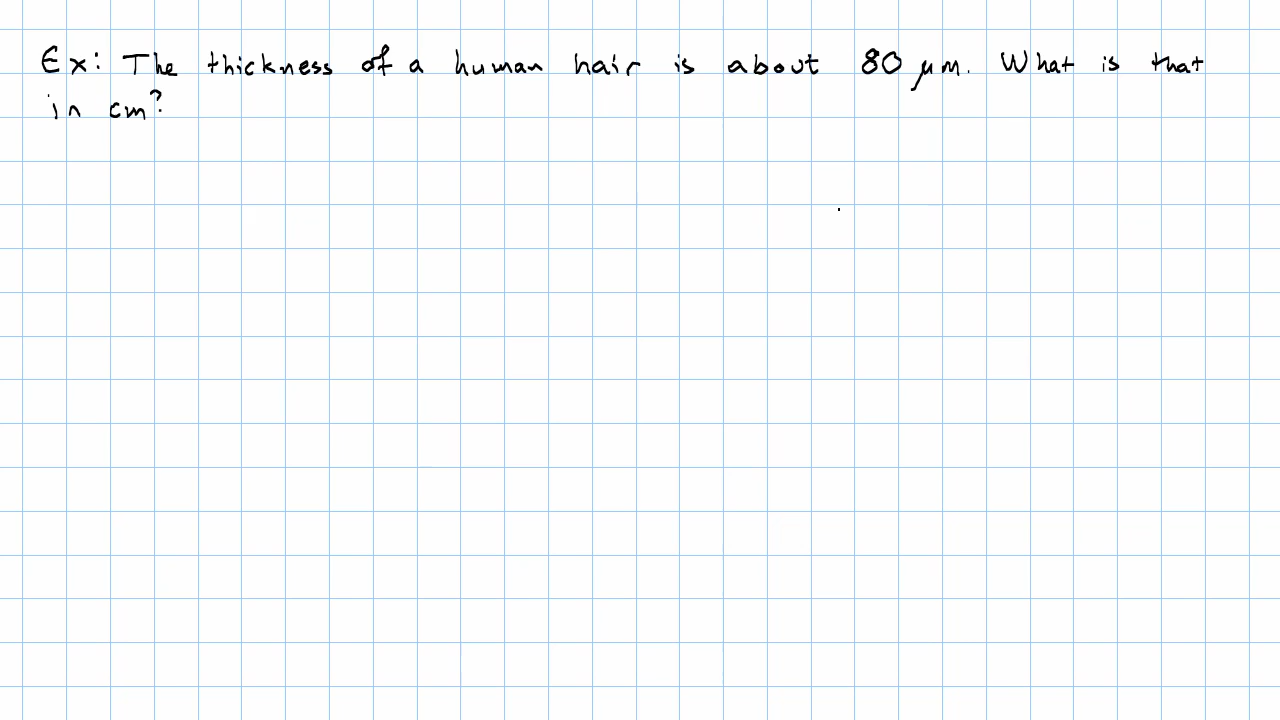 Ex: The thickness of a human hair is about 80 μm. What is that
in cm?